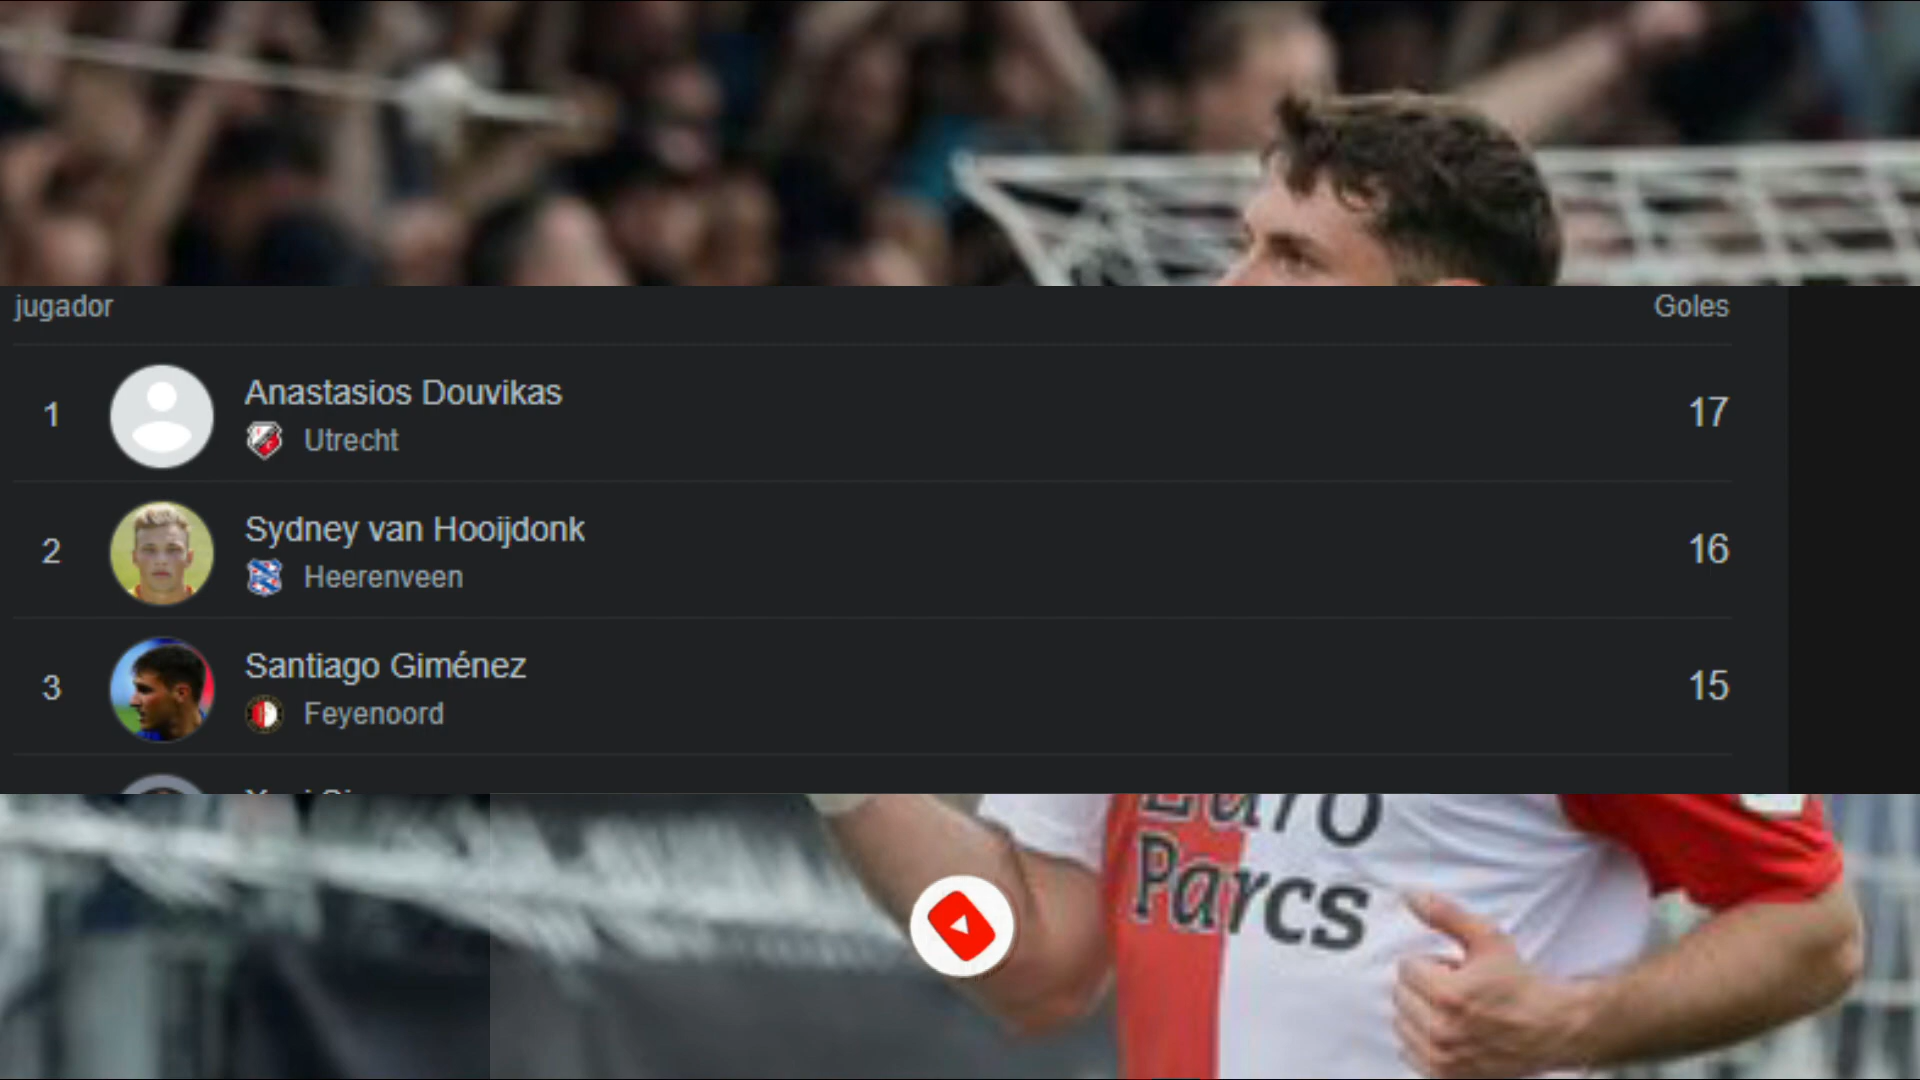 jugador Goles
1 Anastasios Douvikas 17
Utrecht
2 Sydney van Hooijdonk 16
Heerenveen
3 Santiago Giménez 15
Feyenoord
Euro
Parcs